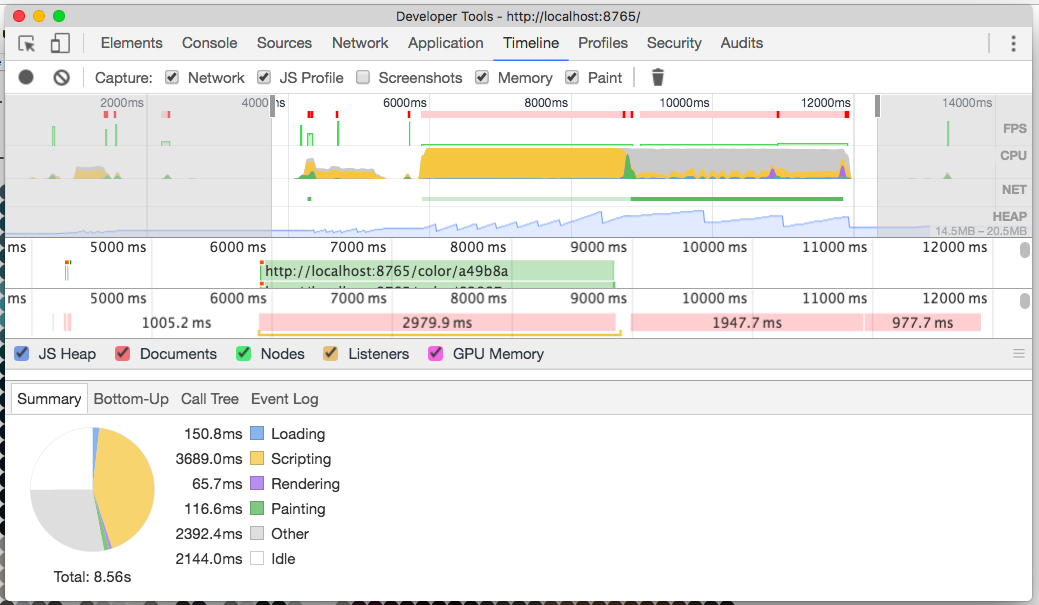 Developer Tools - http://localhost:8765/
Elements Console Sources Network Application Timeline Profiles Security Audits
Capture: Network JS Profile Screenshots Memory Paint
2000ms 4000 ns 6000ms 8000ms 10000ms 12000ms 14000ms
FPS
CPU
NET
HEAP
14.5MB – 20.5MB
ms 5000 ms 6000 ms 7000 ms 8000 ms 9000 ms 10000 ms 11000 ms 12000 ms
http://localhost:8765/color/a49b8a
ms 5000 ms 6000 ms 7000 ms 8000 ms 9000 ms 10000 ms 11000 ms 12000 ms
1005.2 ms 2979.9 ms 1947.7 ms 977.7 ms
JS Heap Documents Nodes Listeners GPU Memory
Summary Bottom-Up Call Tree Event Log
150.8ms Loading
3689.0ms Scripting
65.7ms Rendering
116.6ms Painting
2392.4ms Other
2144.0ms Idle
Total: 8.56s